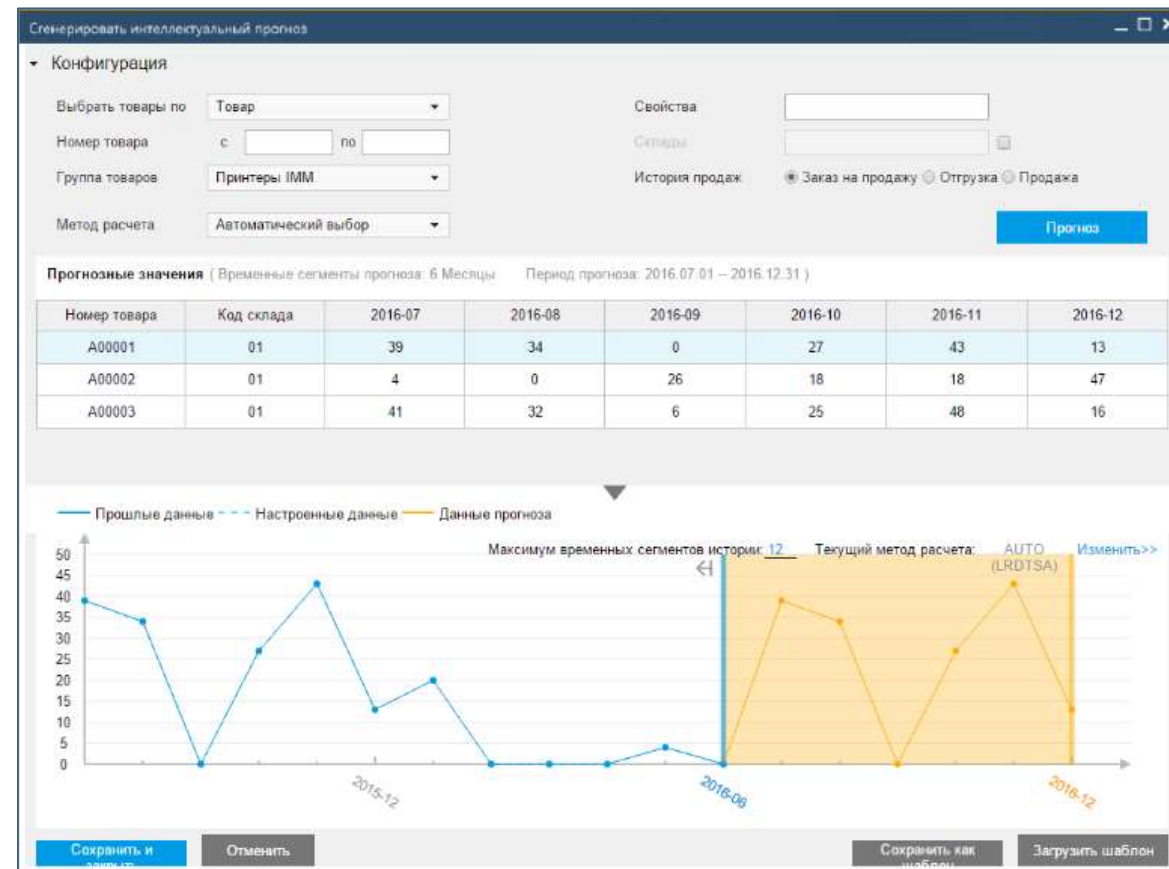 Сгенерировать интеллектуальный прогноз
Конфигурация
Выбрать товары по Товар Свойства
Номер товара с по Склады
Группа товаров Принтеры IMM История продаж Заказ на продажу Отгрузка Продажа
Метод расчета Автоматический выбор Прогноз
Прогнозные значения ( Временные сегменты прогноза: 6 Месяцы Период прогноза: 2016.07.01 – 2016.12.31 )
Номер товара Код склада 2016-07 2016-08 2016-09 2016-10 2016-11 2016-12
A00001 01 39 34 0 27 43 13
A00002 01 4 0 26 18 18 47
A00003 01 41 32 6 25 48 16
Прошлые данные Настроенные данные Данные прогноза
Максимум временных сегментов истории: 12 Текущий метод расчета: AUTO Изменить>>
(LRDTSA)
50
45
40
35
30
25
20
15
10
5
0
2015-12 2016-06 2016-12
Сохранить и Отменить Сохранить как Загрузить шаблон
закрыть шаблон